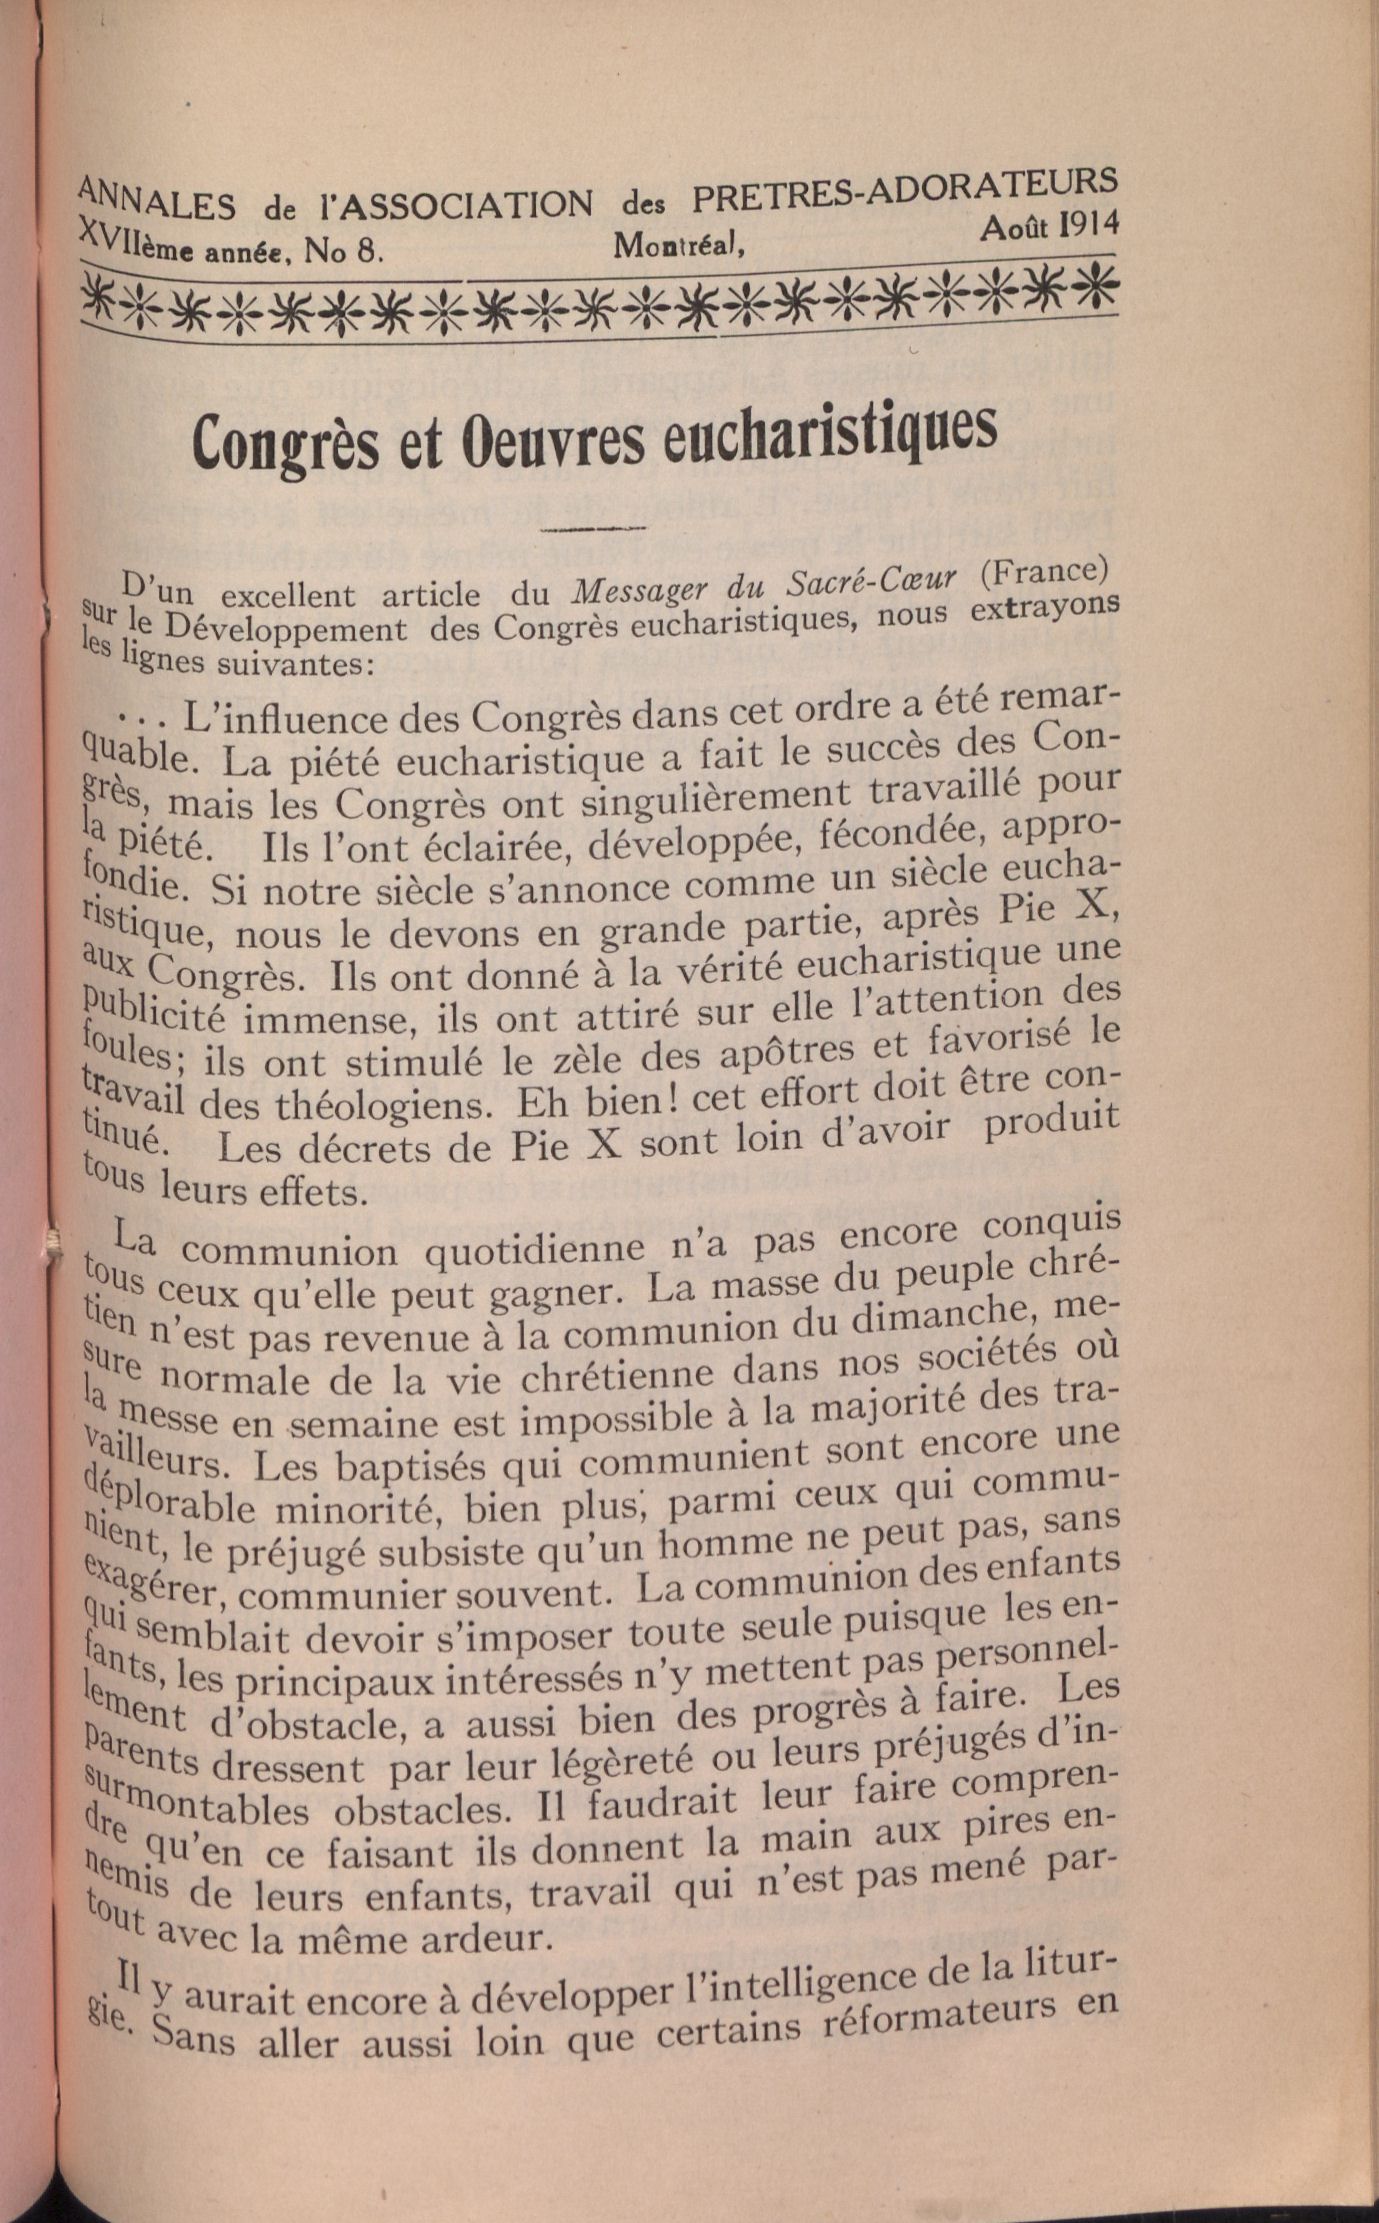 ANNALES de l'ASSOCIATION des PRETRES-ADORATEURS
XVIIème année, No 8. Montréal, Août 1914
Congrès et Oeuvres eucharistiques
D'un excellent article du Messager du Sacré-Cœur (France)
sur le Développement des Congrès eucharistiques, nous extrayons
les lignes suivantes:
... L'influence des Congrès dans cet ordre a été remar-
quable. La piété eucharistique a fait le succès des Con-
grès, mais les Congrès ont singulièrement travaillé pour
la piété. Ils l'ont éclairée, développée, fécondée, appro-
fondie. Si notre siècle s'annonce comme un siècle eucha-
ristique, nous le devons en grande partie, après Pie X,
aux Congrès. Ils ont donné à la vérité eucharistique une
publicité immense, ils ont attiré sur elle l'attention des
foules; ils ont stimulé le zèle des apôtres et favorisé le
travail des théologiens. Eh bien! cet effort doit être con-
tinué. Les décrets de Pie X sont loin d'avoir produit
tous leurs effets.
La communion quotidienne n'a pas encore conquis
tous ceux qu'elle peut gagner. La masse du peuple chré-
tien n'est pas revenue à la communion du dimanche, me-
sure normale de la vie chrétienne dans nos sociétés où
la messe en semaine est impossible à la majorité des tra-
vailleurs. Les baptisés qui communient sont encore une
déplorable minorité, bien plus; parmi ceux qui commu-
nient, le préjugé subsiste qu'un homme ne peut pas, sans
exagérer, communier souvent. La communion des enfants
qui semblait devoir s'imposer toute seule puisque les en-
fants, les principaux intéressés n'y mettent pas personnel-
lement d'obstacle, a aussi bien des progrès à faire. Les
parents dressent par leur légèreté ou leurs préjugés d'in-
surmontables obstacles. Il faudrait leur faire compren-
dre qu'en ce faisant ils donnent la main aux pires en-
nemis de leurs enfants, travail qui n'est pas mené par-
tout avec la même ardeur.
Il y aurait encore à développer l'intelligence de la litur-
gie. Sans aller aussi loin que certains réformateurs en